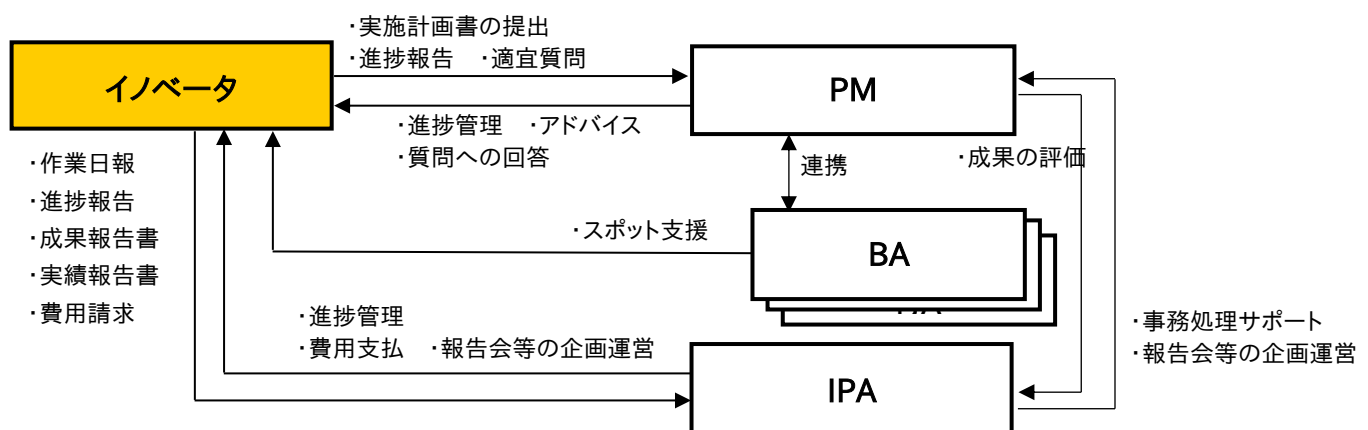 ・実施計画書の提出
・進捗報告 ・適宜質問
イノベータ
PM
・進捗管理 ・アドバイス
・質問への回答
連携
・成果の評価
・作業日報
・進捗報告
・成果報告書
・実績報告書
・費用請求
・スポット支援
BA
・進捗管理
・費用支払 ・報告会等の企画運営
・事務処理サポート
・報告会等の企画運営
IPA